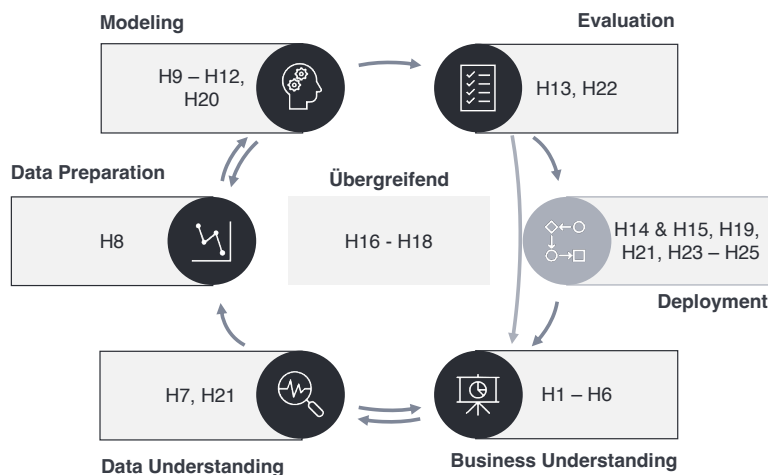 Modeling
Evaluation
H9 – H12,
H20
H13, H22
Data Preparation
Übergreifend
H8
H16 - H18
H14 & H15, H19,
H21, H23 – H25
Deployment
H7, H21
H1 – H6
Data Understanding
Business Understanding